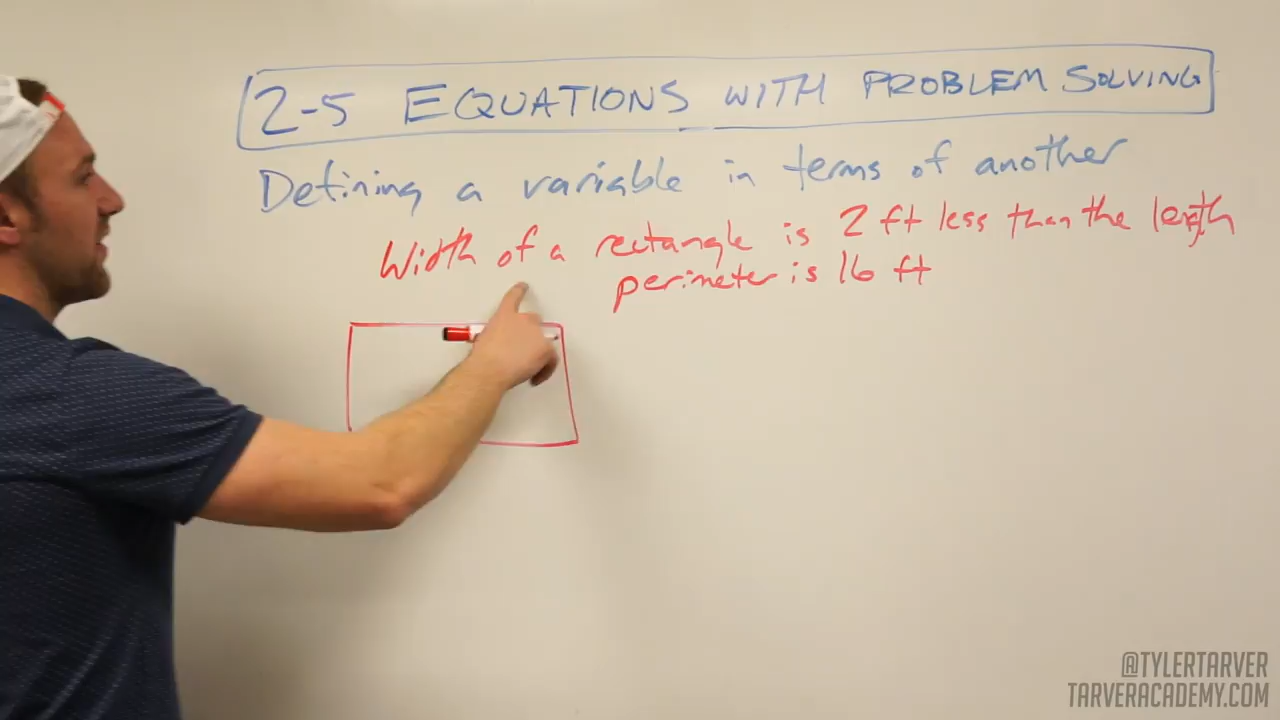 2-5 EQUATIONS WITH PROBLEM SOLVING
Defining a variable in terms of another
Width of a rectangle is 2 ft less than the length
perimeter is 16 ft
@TYLERTARVER
TARVERACADEMY.COM